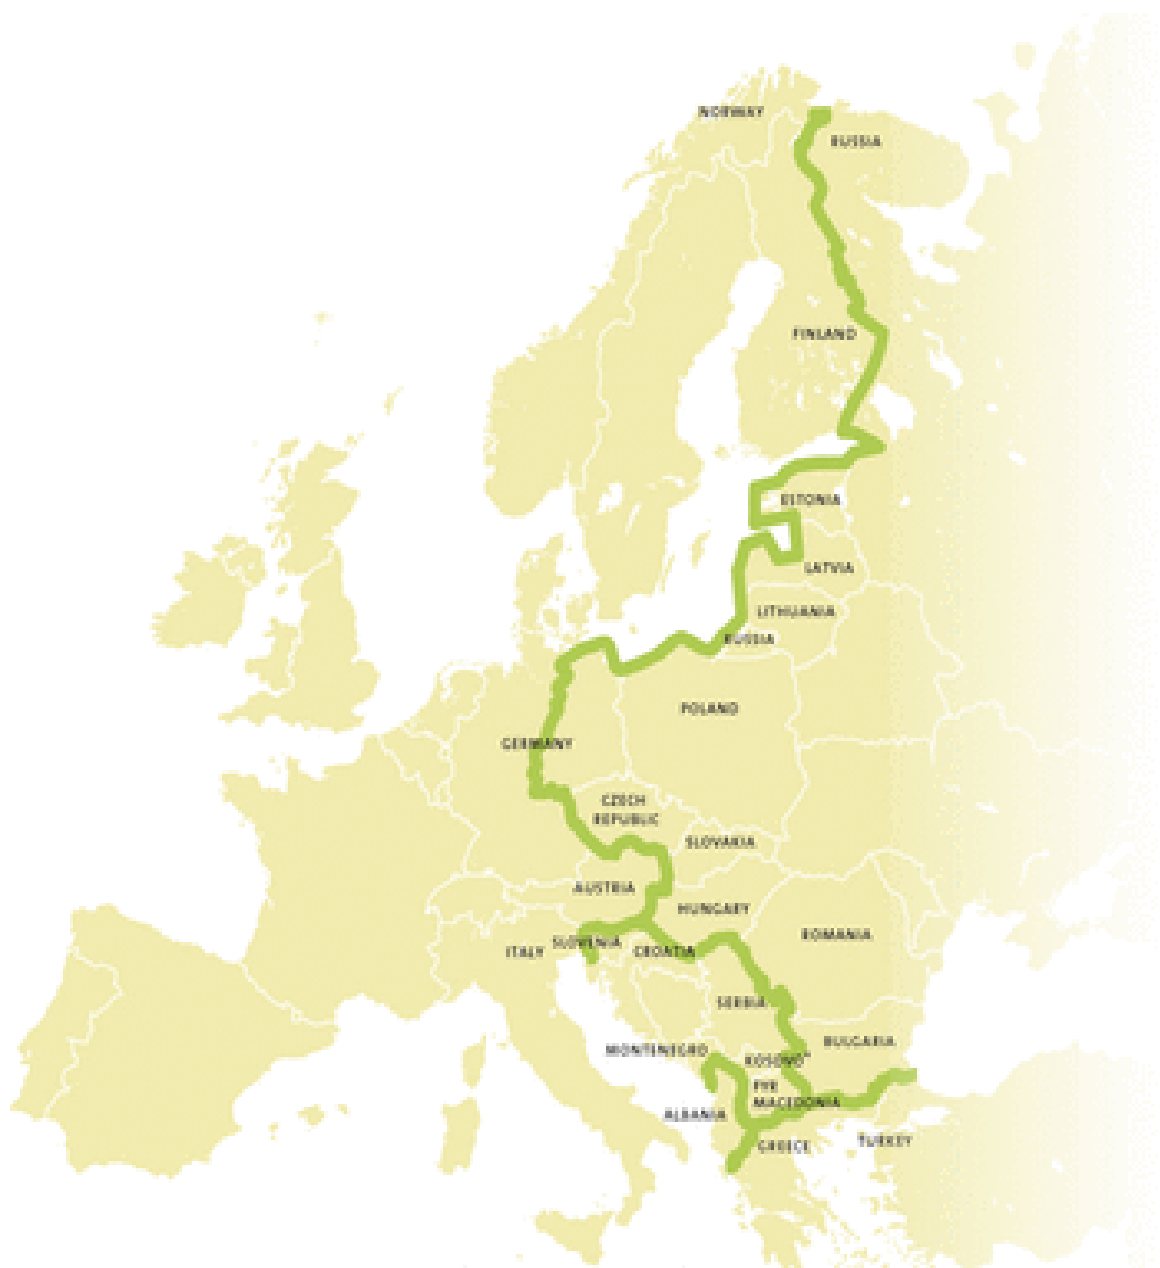 NORWAY
RUSSIA
FINLAND
ESTONIA
LATVIA
LITHUANIA
RUSSIA
POLAND
GERMANY
CZECH
REPUBLIC
SLOVAKIA
AUSTRIA
HUNGARY
ROMANIA
ITALY
SLOVENIA
CROATIA
SERBIA
BULGARIA
MONTENEGRO
KOSOVO*
FYR
MACEDONIA
ALBANIA
GREECE
TURKEY